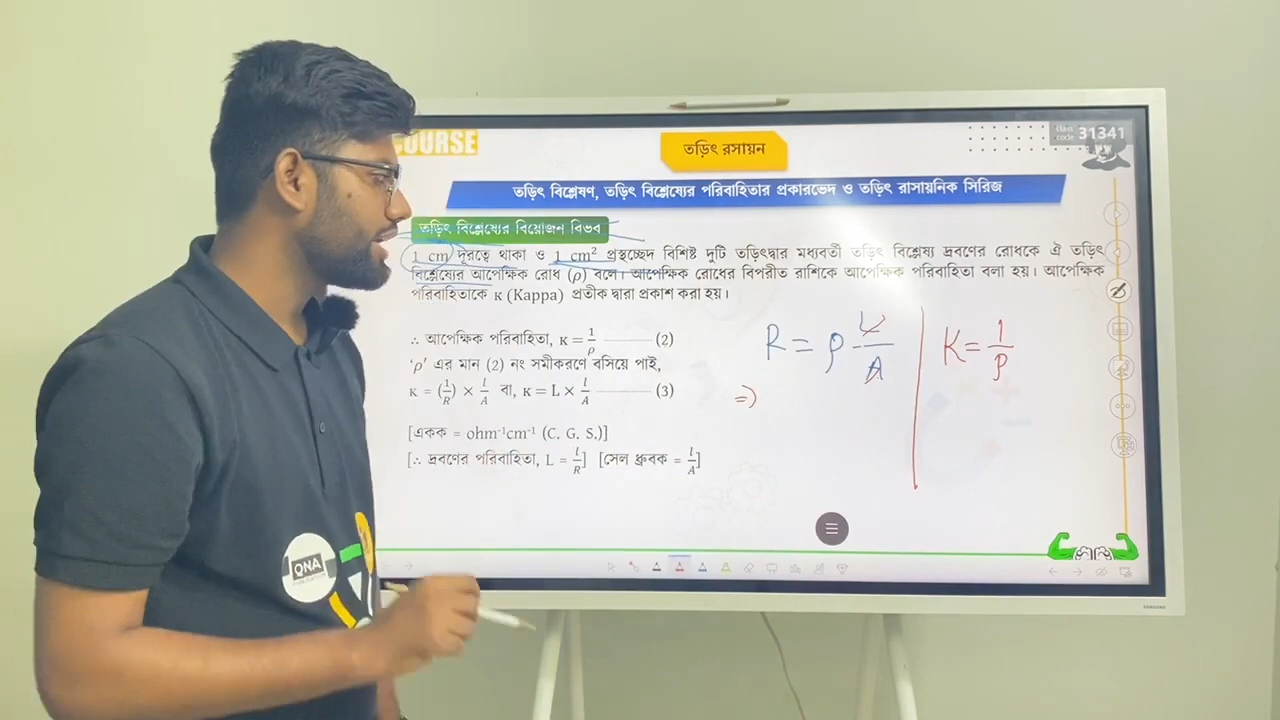 COURSE
তড়িৎ রসায়ন
class code 31341
তড়িৎ বিশ্লেষণ, তড়িৎ বিশ্লেষ্যের পরিবাহিতার প্রকারভেদ ও তড়িৎ রাসায়নিক সিরিজ
তড়িৎ বিশ্লেষ্যের বিয়োজন বিভব
1 cm দূরত্বে থাকা ও 1 cm² প্রস্থচ্ছেদ বিশিষ্ট দুটি তড়িৎদ্বার মধ্যবর্তী তড়িৎ বিশ্লেষ্য দ্রবণের রোধকে ঐ তড়িৎ
বিশ্লেষ্যের আপেক্ষিক রোধ (ρ) বলে। আপেক্ষিক রোধের বিপরীত রাশিকে আপেক্ষিক পরিবাহিতা বলা হয়। আপেক্ষিক
পরিবাহিতাকে κ (Kappa) প্রতীক দ্বারা প্রকাশ করা হয়।
∴ আপেক্ষিক পরিবাহিতা, κ = 1/ρ ............ (2)
'ρ' এর মান (2) নং সমীকরণে বসিয়ে পাই,
κ = (1/R) × l/A বা, κ = L × l/A ............ (3)
[একক = ohm⁻¹cm⁻¹ (C. G. S.)]
[∴ দ্রবণের পরিবাহিতা, L = 1/R] [সেল ধ্রুবক = l/A]
R = ρ L/A
K = 1/ρ
⇒
QNA
SAMSUNG